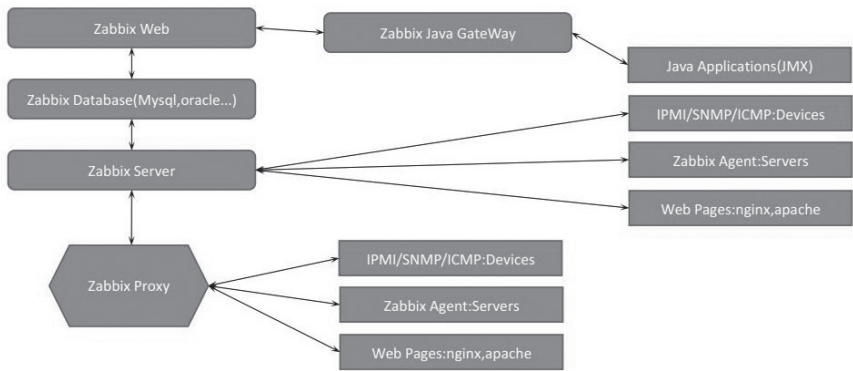 Zabbix Web
Zabbix Java GateWay
Java Applications(JMX)
Zabbix Database(Mysql,oracle...)
IPMI/SNMP/ICMP:Devices
Zabbix Server
Zabbix Agent:Servers
Web Pages:nginx,apache
Zabbix Proxy
IPMI/SNMP/ICMP:Devices
Zabbix Agent:Servers
Web Pages:nginx,apache